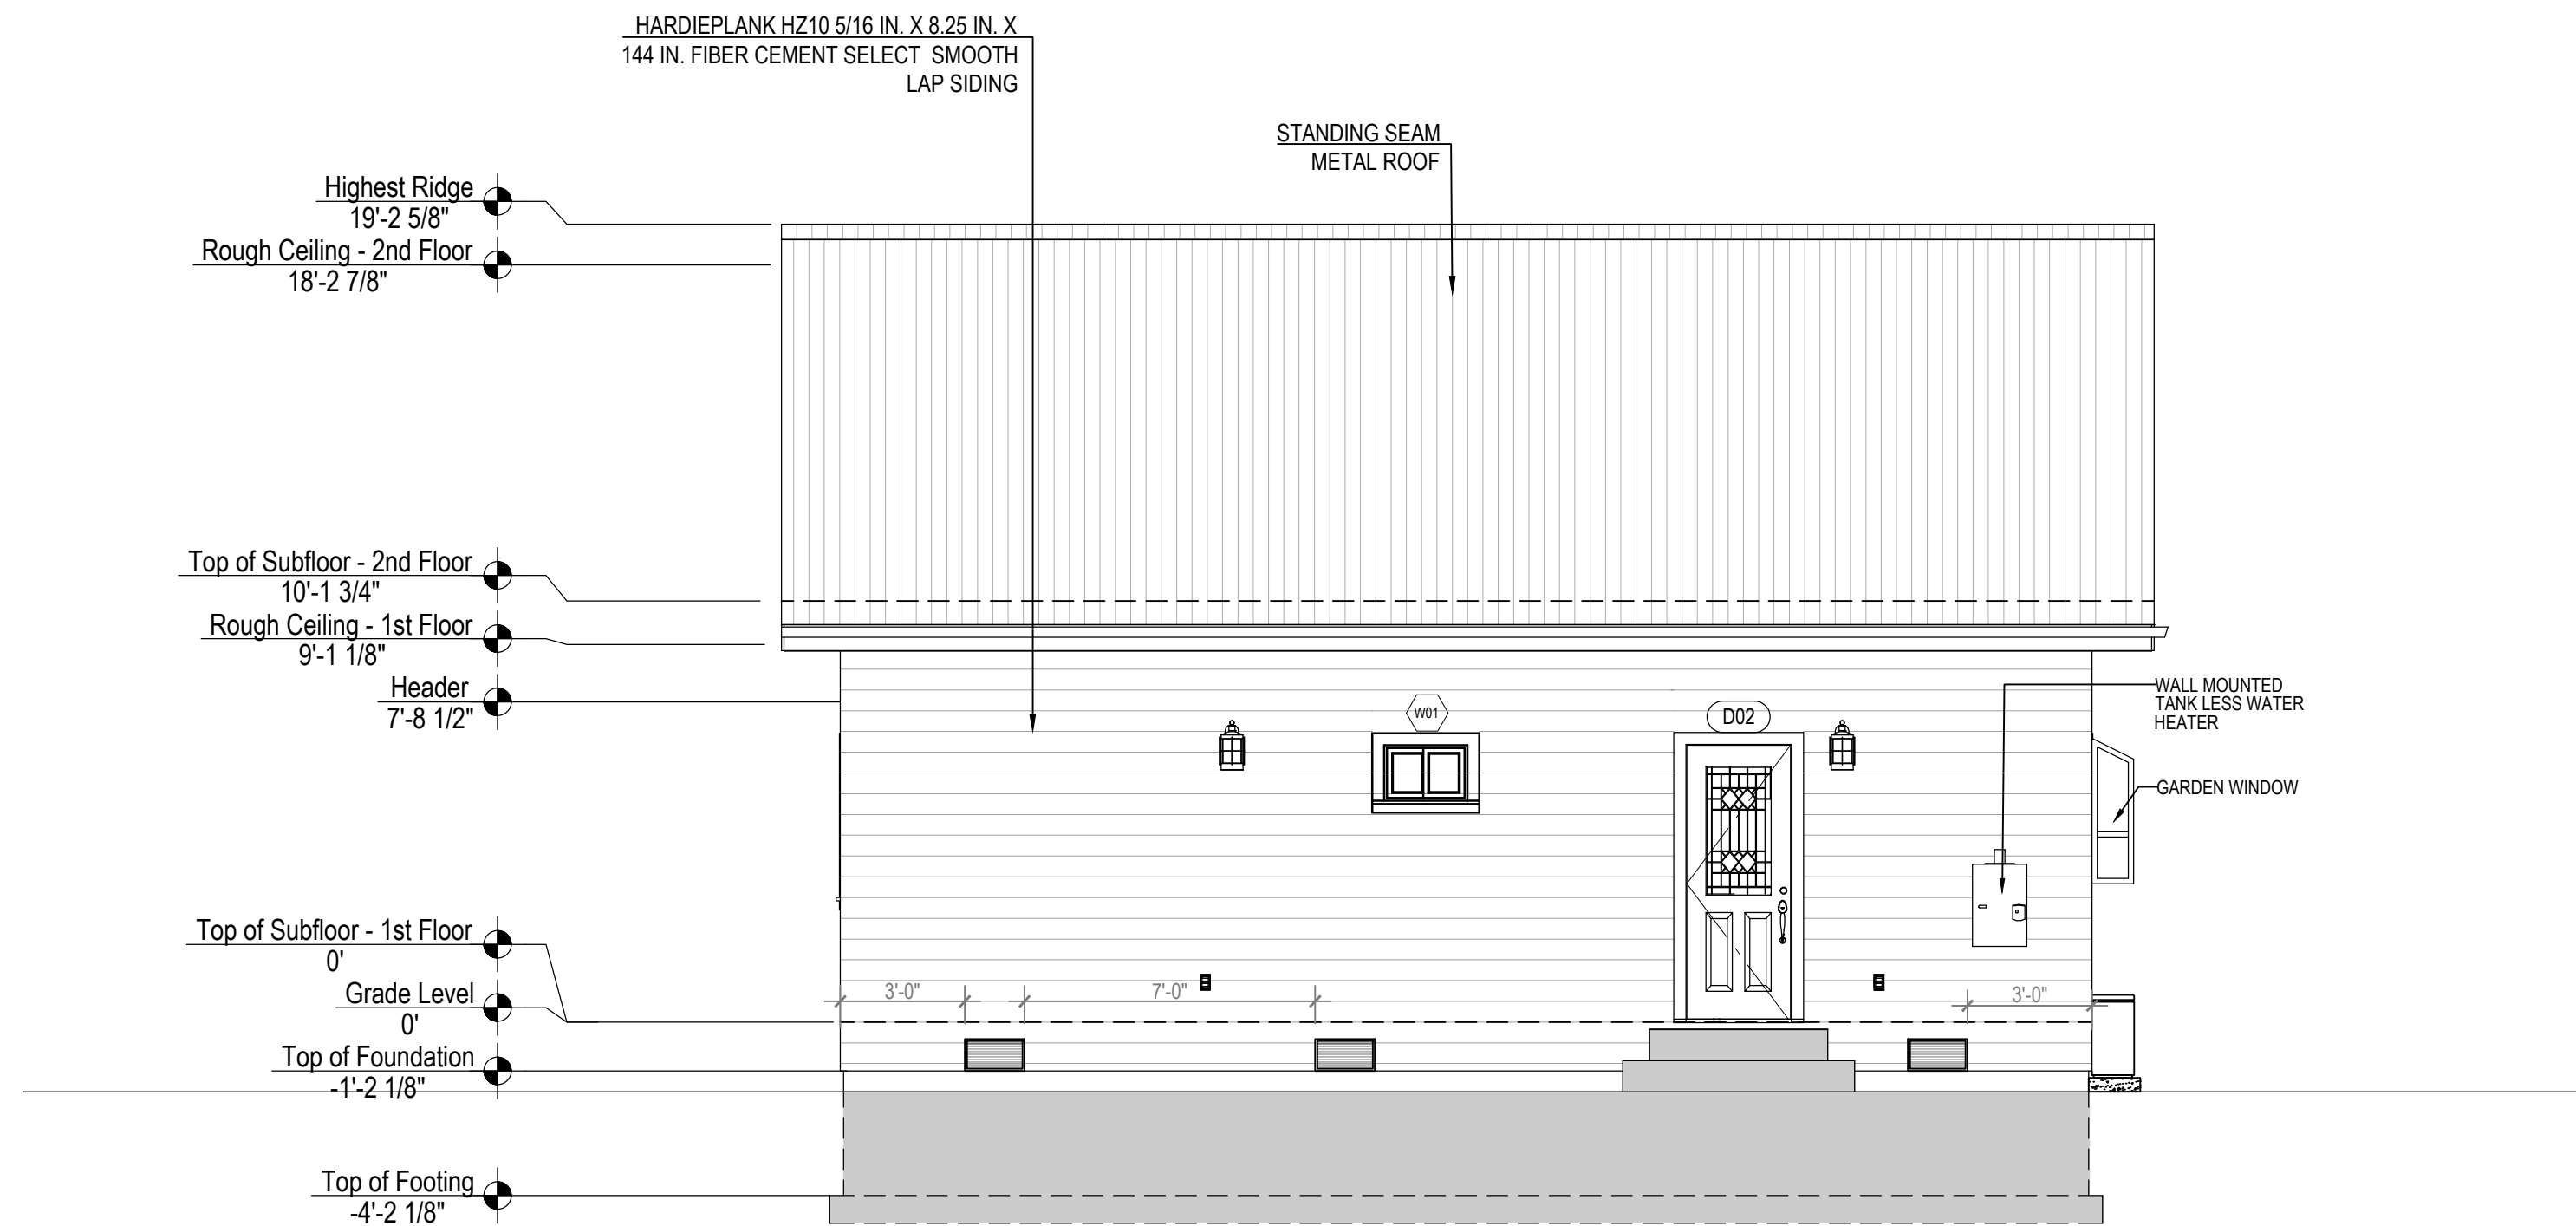 HARDIEPLANK HZ10 5/16 IN. X 8.25 IN. X
144 IN. FIBER CEMENT SELECT SMOOTH
LAP SIDING
STANDING SEAM
METAL ROOF
Highest Ridge
19'-2 5/8"
Rough Ceiling - 2nd Floor
18'-2 7/8"
Top of Subfloor - 2nd Floor
10'-1 3/4"
Rough Ceiling - 1st Floor
9'-1 1/8"
Header
7'-8 1/2"
W01
D02
WALL MOUNTED
TANK LESS WATER
HEATER
GARDEN WINDOW
Top of Subfloor - 1st Floor
0'
Grade Level
0'
3'-0"
7'-0"
3'-0"
Top of Foundation
-1'-2 1/8"
Top of Footing
-4'-2 1/8"